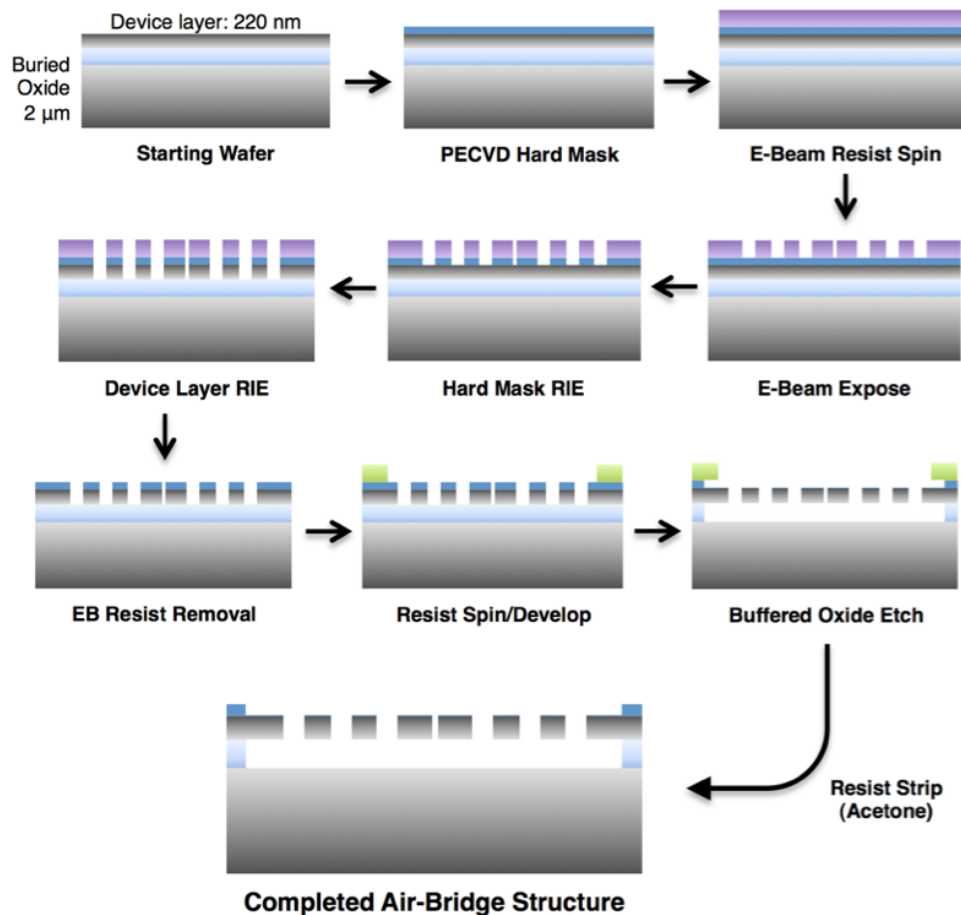 Device layer: 220 nm
Buried
Oxide
2 μm
Starting Wafer
PECVD Hard Mask
E-Beam Resist Spin
Device Layer RIE
Hard Mask RIE
E-Beam Expose
EB Resist Removal
Resist Spin/Develop
Buffered Oxide Etch
Resist Strip
(Acetone)
Completed Air-Bridge Structure